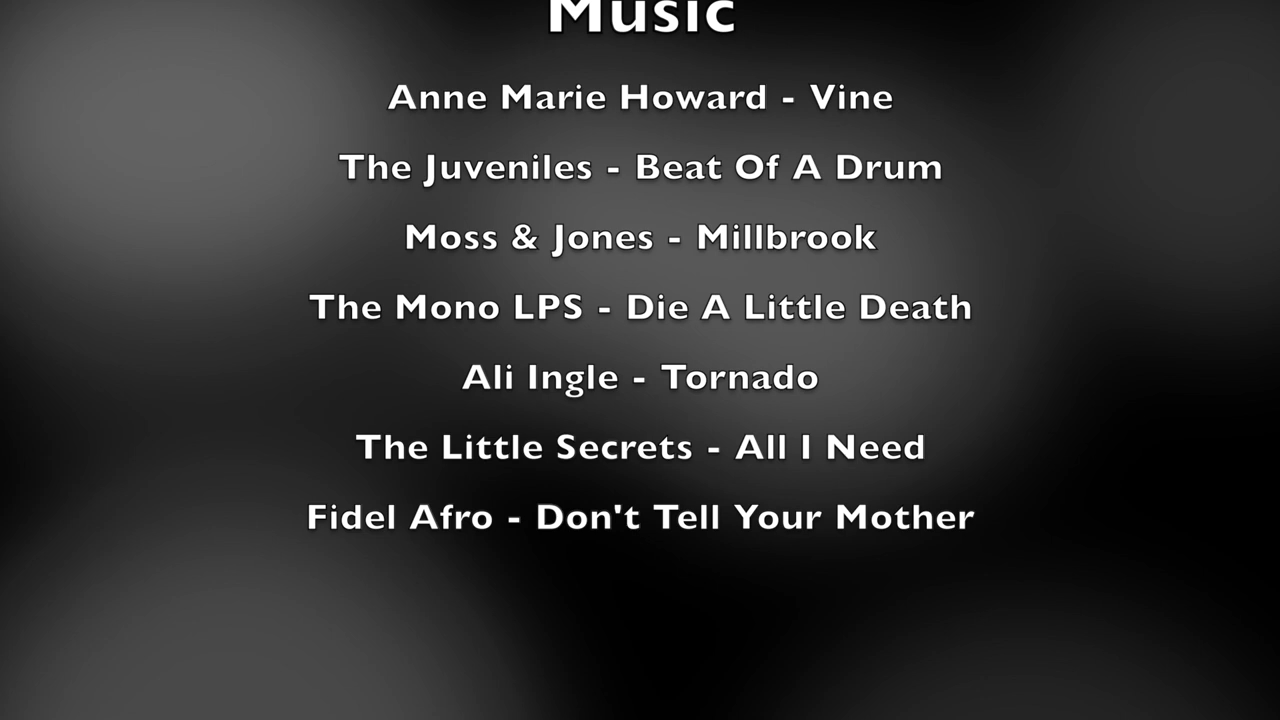 Music
Anne Marie Howard - Vine
The Juveniles - Beat Of A Drum
Moss & Jones - Millbrook
The Mono LPS - Die A Little Death
Ali Ingle - Tornado
The Little Secrets - All I Need
Fidel Afro - Don't Tell Your Mother